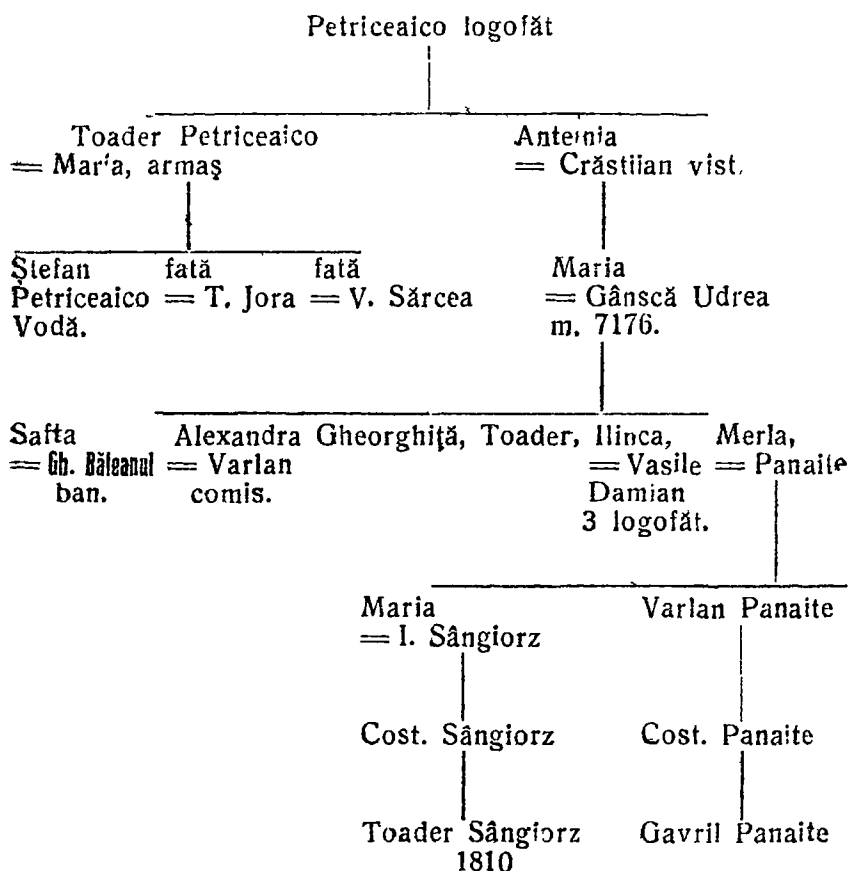 Petriceaico logofăt
Toader Petriceaico Antemia
= Maria, armaş = Crăstiian vist.
Ştefan fată fată Maria
Petriceaico = T. Jora = V. Sărcea = Gânscă Udrea
Vodă. m. 7176.
Safta Alexandra Gheorghiţă, Toader, Ilinca, Merla,
= Gh. Băleanul = Varlan = Vasile = Panaite
ban. comis. Damian
3 logofăt.
Maria Varlan Panaite
= I. Sângiorz
Cost. Sângiorz Cost. Panaite
Toader Sângiorz Gavril Panaite
1810